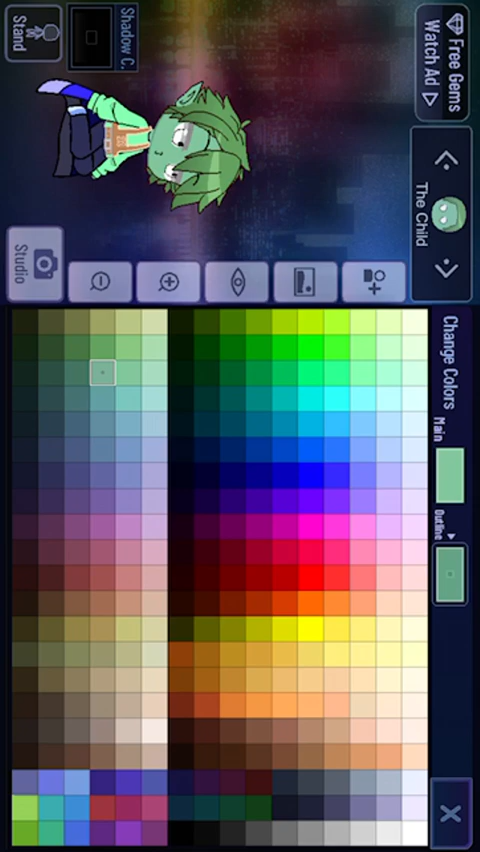 Free Gems
Watch Ad
The Child
Shadow C.
Stand
Studio
Change Colors
Main
Outline
X